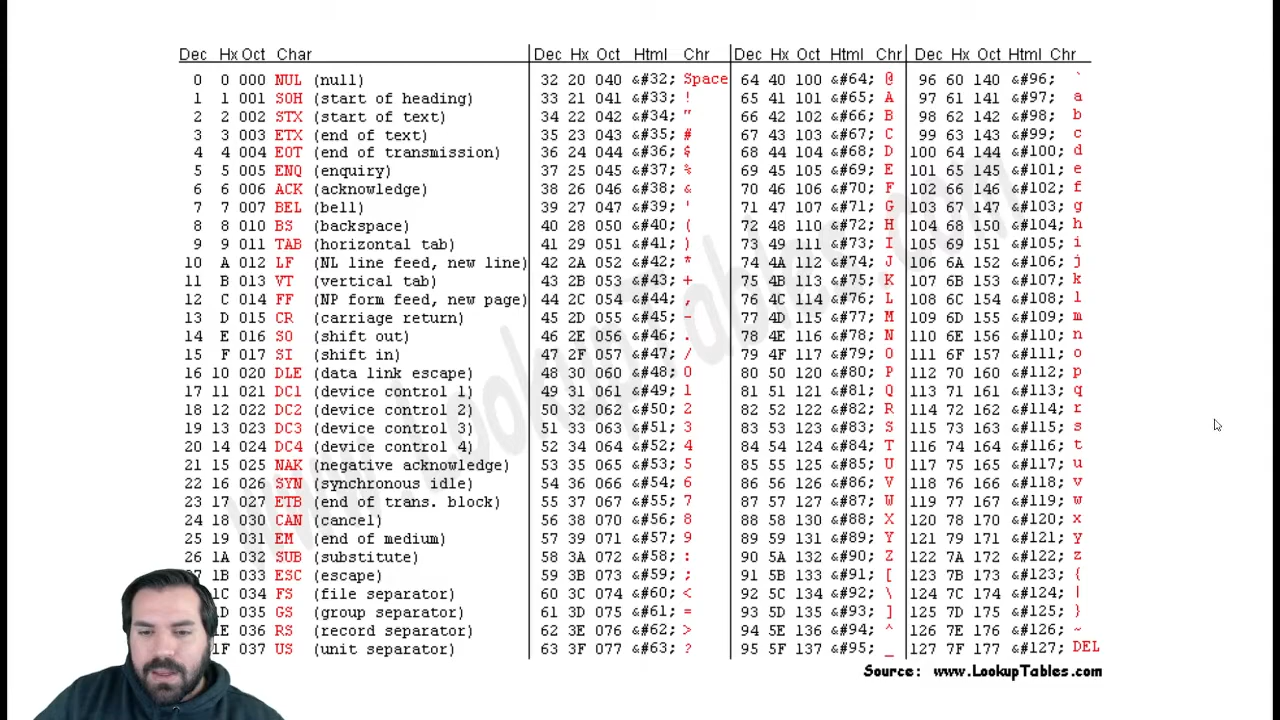 Dec Hx Oct Char Dec Hx Oct Html Chr Dec Hx Oct Html Chr Dec Hx Oct Html Chr
0 0 000 NUL (null) 32 20 040 &#32; Space 64 40 100 &#64; @ 96 60 140 &#96; `
1 1 001 SOH (start of heading) 33 21 041 &#33; ! 65 41 101 &#65; A 97 61 141 &#97; a
2 2 002 STX (start of text) 34 22 042 &#34; " 66 42 102 &#66; B 98 62 142 &#98; b
3 3 003 ETX (end of text) 35 23 043 &#35; # 67 43 103 &#67; C 99 63 143 &#99; c
4 4 004 EOT (end of transmission) 36 24 044 &#36; $ 68 44 104 &#68; D 100 64 144 &#100; d
5 5 005 ENQ (enquiry) 37 25 045 &#37; % 69 45 105 &#69; E 101 65 145 &#101; e
6 6 006 ACK (acknowledge) 38 26 046 &#38; & 70 46 106 &#70; F 102 66 146 &#102; f
7 7 007 BEL (bell) 39 27 047 &#39; ' 71 47 107 &#71; G 103 67 147 &#103; g
8 8 010 BS (backspace) 40 28 050 &#40; ( 72 48 110 &#72; H 104 68 150 &#104; h
9 9 011 TAB (horizontal tab) 41 29 051 &#41; ) 73 49 111 &#73; I 105 69 151 &#105; i
10 A 012 LF (NL line feed, new line) 42 2A 052 &#42; * 74 4A 112 &#74; J 106 6A 152 &#106; j
11 B 013 VT (vertical tab) 43 2B 053 &#43; + 75 4B 113 &#75; K 107 6B 153 &#107; k
12 C 014 FF (NP form feed, new page) 44 2C 054 &#44; , 76 4C 114 &#76; L 108 6C 154 &#108; l
13 D 015 CR (carriage return) 45 2D 055 &#45; - 77 4D 115 &#77; M 109 6D 155 &#109; m
14 E 016 SO (shift out) 46 2E 056 &#46; . 78 4E 116 &#78; N 110 6E 156 &#110; n
15 F 017 SI (shift in) 47 2F 057 &#47; / 79 4F 117 &#79; O 111 6F 157 &#111; o
16 10 020 DLE (data link escape) 48 30 060 &#48; 0 80 50 120 &#80; P 112 70 160 &#112; p
17 11 021 DC1 (device control 1) 49 31 061 &#49; 1 81 51 121 &#81; Q 113 71 161 &#113; q
18 12 022 DC2 (device control 2) 50 32 062 &#50; 2 82 52 122 &#82; R 114 72 162 &#114; r
19 13 023 DC3 (device control 3) 51 33 063 &#51; 3 83 53 123 &#83; S 115 73 163 &#115; s
20 14 024 DC4 (device control 4) 52 34 064 &#52; 4 84 54 124 &#84; T 116 74 164 &#116; t
21 15 025 NAK (negative acknowledge) 53 35 065 &#53; 5 85 55 125 &#85; U 117 75 165 &#117; u
22 16 026 SYN (synchronous idle) 54 36 066 &#54; 6 86 56 126 &#86; V 118 76 166 &#118; v
23 17 027 ETB (end of trans. block) 55 37 067 &#55; 7 87 57 127 &#87; W 119 77 167 &#119; w
24 18 030 CAN (cancel) 56 38 070 &#56; 8 88 58 130 &#88; X 120 78 170 &#120; x
25 19 031 EM (end of medium) 57 39 071 &#57; 9 89 59 131 &#89; Y 121 79 171 &#121; y
26 1A 032 SUB (substitute) 58 3A 072 &#58; : 90 5A 132 &#90; Z 122 7A 172 &#122; z
1B 033 ESC (escape) 59 3B 073 &#59; ; 91 5B 133 &#91; [ 123 7B 173 &#123; {
1C 034 FS (file separator) 60 3C 074 &#60; < 92 5C 134 &#92; \ 124 7C 174 &#124; |
035 GS (group separator) 61 3D 075 &#61; = 93 5D 135 &#93; ] 125 7D 175 &#125; }
036 RS (record separator) 62 3E 076 &#62; > 94 5E 136 &#94; ^ 126 7E 176 &#126; ~
037 US (unit separator) 63 3F 077 &#63; ? 95 5F 137 &#95; _ 127 7F 177 &#127; DEL
Source: www.LookupTables.com
www.LookupTables.com